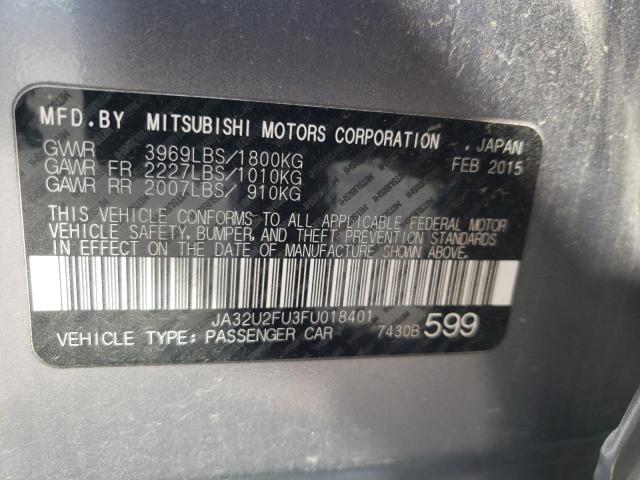 MFD.BY MITSUBISHI MOTORS CORPORATION , JAPAN
GVWR 3969LBS/1800KG FEB 2015
GAWR FR 2227LBS/1010KG
GAWR RR 2007LBS/ 910KG
THIS VEHICLE CONFORMS TO ALL APPLICABLE FEDERAL MOTOR
VEHICLE SAFETY, BUMPER, AND THEFT PREVENTION STANDARDS
IN EFFECT ON THE DATE OF MANUFACTURE SHOWN ABOVE.
JA32U2FU3FU018401
VEHICLE TYPE: PASSENGER CAR 7430B 599